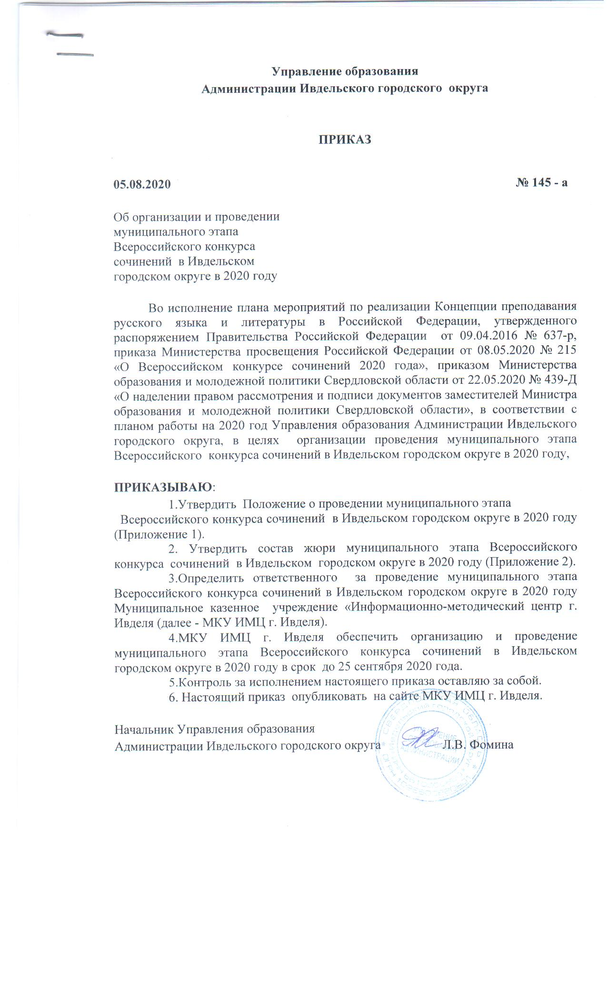 Управление образования
Администрации Ивдельского городского округа
ПРИКАЗ
05.08.2020 № 145 - а
Об организации и проведении
муниципального этапа
Всероссийского конкурса
сочинений в Ивдельском
городском округе в 2020 году
Во исполнение плана мероприятий по реализации Концепции преподавания
русского языка и литературы в Российской Федерации, утвержденного
распоряжением Правительства Российской Федерации от 09.04.2016 № 637-р,
приказа Министерства просвещения Российской Федерации от 08.05.2020 № 215
«О Всероссийском конкурсе сочинений 2020 года», приказом Министерства
образования и молодежной политики Свердловской области от 22.05.2020 № 439-Д
«О наделении правом рассмотрения и подписи документов заместителей Министра
образования и молодежной политики Свердловской области», в соответствии с
планом работы на 2020 год Управления образования Администрации Ивдельского
городского округа, в целях организации проведения муниципального этапа
Всероссийского конкурса сочинений в Ивдельском городском округе в 2020 году,
ПРИКАЗЫВАЮ:
1.Утвердить Положение о проведении муниципального этапа
Всероссийского конкурса сочинений в Ивдельском городском округе в 2020 году
(Приложение 1).
2. Утвердить состав жюри муниципального этапа Всероссийского
конкурса сочинений в Ивдельском городском округе в 2020 году (Приложение 2).
3.Определить ответственного за проведение муниципального этапа
Всероссийского конкурса сочинений в Ивдельском городском округе в 2020 году
Муниципальное казенное учреждение «Информационно-методический центр г.
Ивделя (далее - МКУ ИМЦ г. Ивделя).
4.МКУ ИМЦ г. Ивделя обеспечить организацию и проведение
муниципального этапа Всероссийского конкурса сочинений в Ивдельском
городском округе в 2020 году в срок до 25 сентября 2020 года.
5.Контроль за исполнением настоящего приказа оставляю за собой.
6. Настоящий приказ опубликовать на сайте МКУ ИМЦ г. Ивделя.
Начальник Управления образования
Администрации Ивдельского городского округа Л.В. Фомина
СВЕРДЛОВСКАЯ ОБЛАСТЬ
АДМИНИСТРАЦИИ